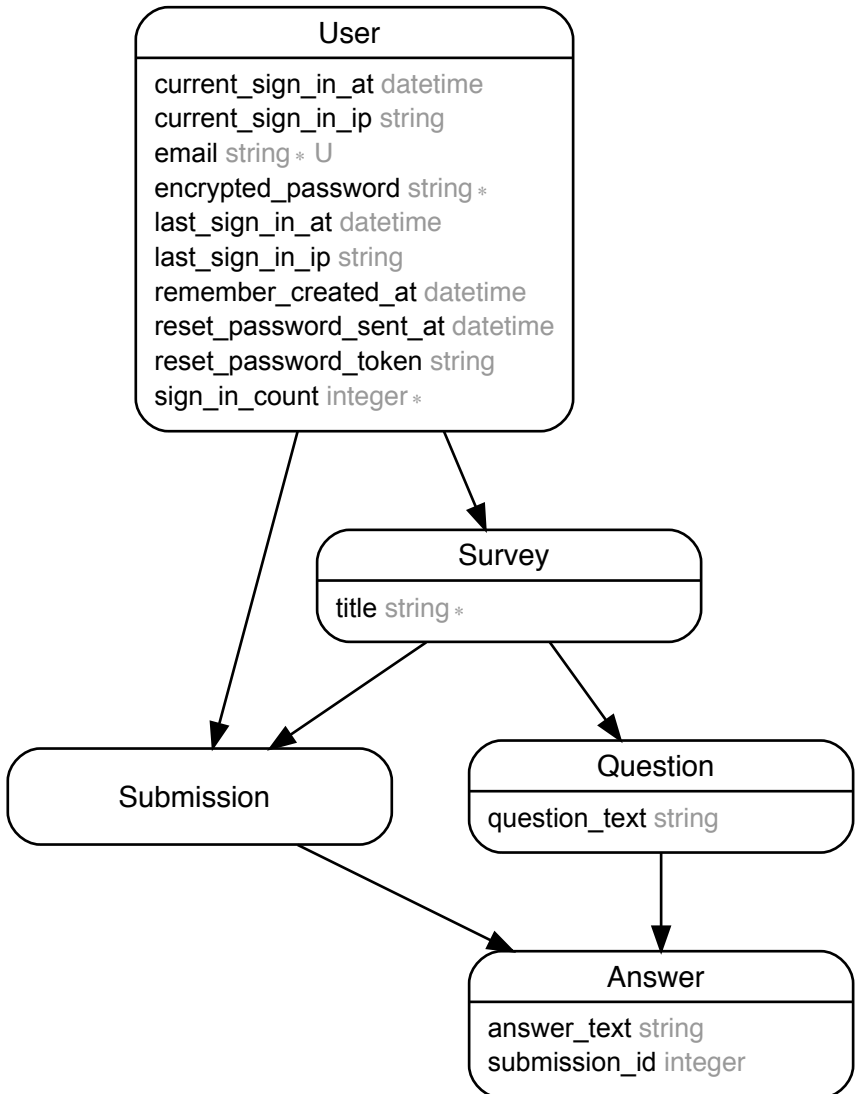 User
current_sign_in_at datetime
current_sign_in_ip string
email string * U
encrypted_password string *
last_sign_in_at datetime
last_sign_in_ip string
remember_created_at datetime
reset_password_sent_at datetime
reset_password_token string
sign_in_count integer *
Survey
title string *
Submission
Question
question_text string
Answer
answer_text string
submission_id integer